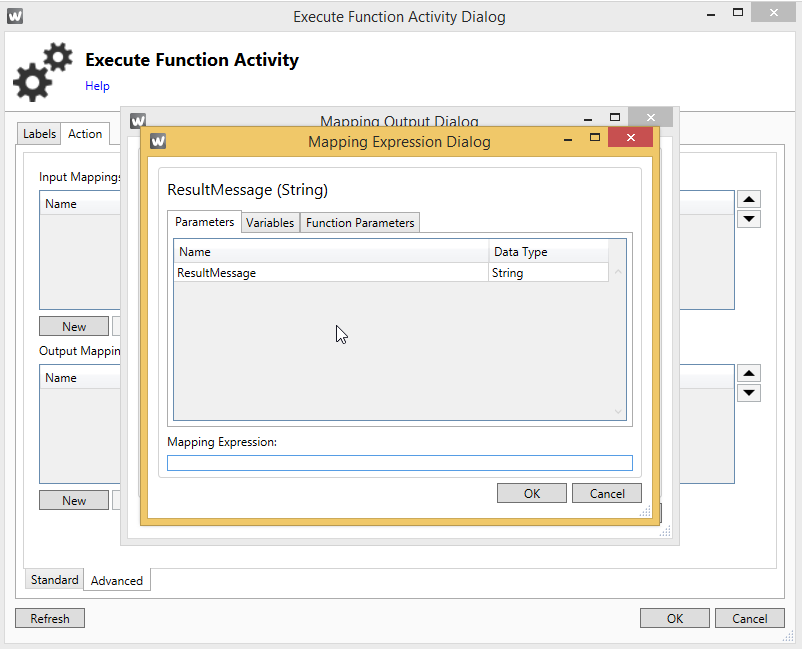 Execute Function Activity Dialog
Execute Function Activity
Help
Mapping Output Dialog
Mapping Expression Dialog
Labels
Action
Input Mappings
Name
New
Output Mappin
Name
New
ResultMessage (String)
Parameters
Variables
Function Parameters
Name
Data Type
ResultMessage
String
Mapping Expression:
OK
Cancel
Standard
Advanced
Refresh
OK
Cancel